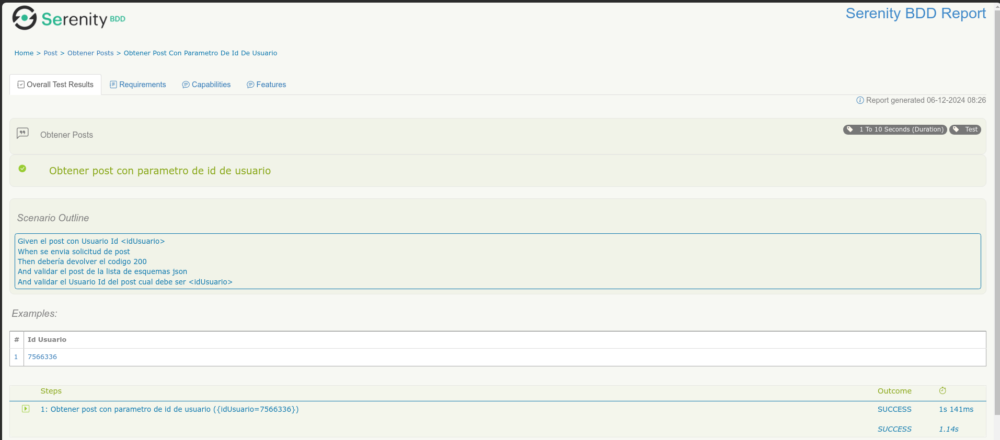 Serenity BDD
Serenity BDD Report
Home > Post > Obtener Posts > Obtener Post Con Parametro De Id De Usuario
Overall Test Results Requirements Capabilities Features
Report generated 06-12-2024 08:26
Obtener Posts
1 To 10 Seconds (Duration) Test
Obtener post con parametro de id de usuario
Scenario Outline
Given el post con Usuario Id <idUsuario>
When se envia solicitud de post
Then debería devolver el codigo 200
And validar el post de la lista de esquemas json
And validar el Usuario Id del post cual debe ser <idUsuario>
Examples:
# Id Usuario
1 7566336
Steps Outcome
1: Obtener post con parametro de id de usuario ({idUsuario=7566336}) SUCCESS 1s 141ms
SUCCESS 1.14s